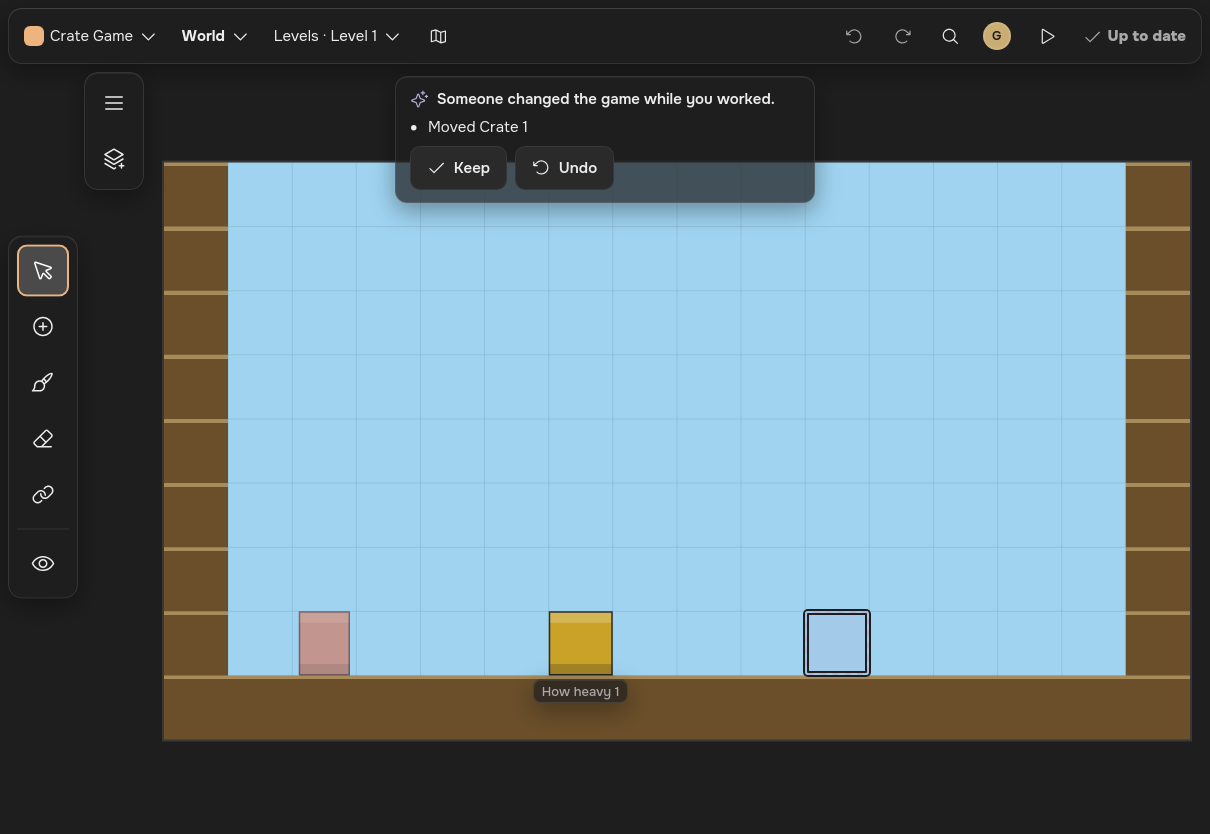 Crate Game
World
Levels · Level 1
G
Up to date
Someone changed the game while you worked.
• Moved Crate 1
Keep
Undo
How heavy 1